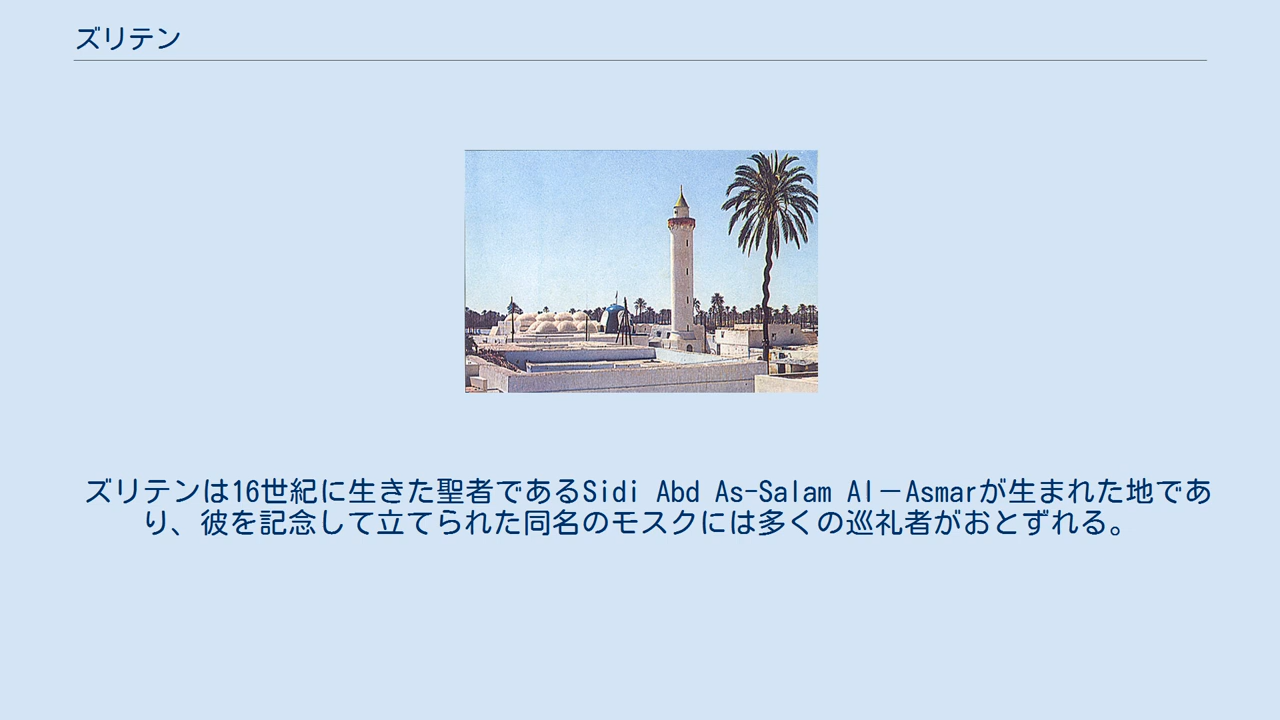 ズリテン
ズリテンは16世紀に生きた聖者であるSidi Abd As-Salam Al－Asmarが生まれた地であ
り、彼を記念して立てられた同名のモスクには多くの巡礼者がおとずれる。